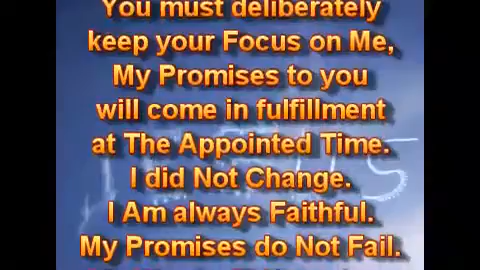 You must deliberately
keep your Focus on Me,
My Promises to you
will come in fulfillment
at The Appointed Time.
I did Not Change.
I Am always Faithful.
My Promises do Not Fail.